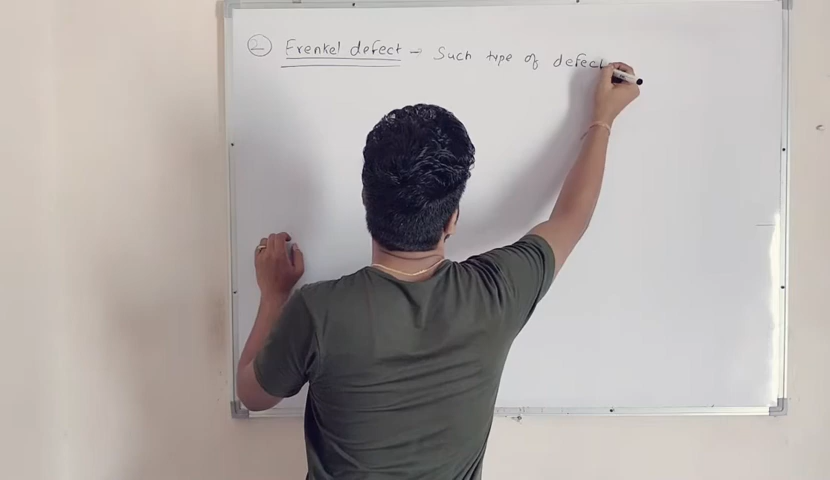 ② Frenkel defect → Such type of defect